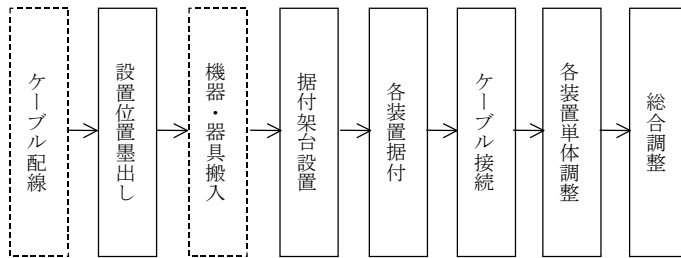 ケーブル配線
設置位置墨出し
機器・器具搬入
据付架台設置
各装置据付
ケーブル接続
各装置単体調整
総合調整